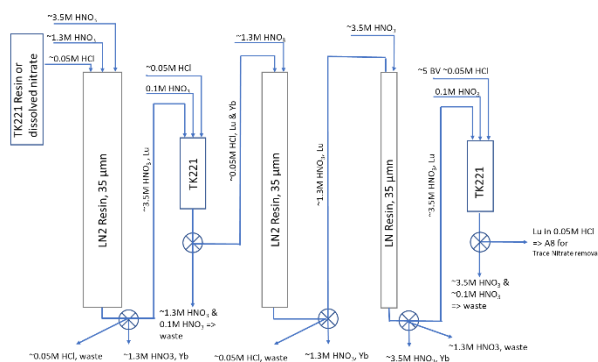 ~3.5M HNO₃
~1.3M HNO₃
~0.05M HCl
TK221 Resin or
dissolved nitrate
LN2 Resin, 35 µmn
~3.5M HNO₃, Lu
~0.05M HCl
0.1M HNO₃
TK221
~0.05M HCl, Lu & Yb
~1.3M HNO₃
LN2 Resin, 35 µmn
~1.3M HNO₃, Lu
~3.5M HNO₃
LN Resin, 35 µmn
~3.5M HNO₃, Lu
~5 BV ~0.05M HCl
0.1M HNO₃
TK221
Lu in 0.05M HCl
=> A8 for
Trace Nitrate removal
~0.05M HCl, waste
~1.3M HNO3, Yb
~1.3M HNO₃ &
0.1M HNO₃ =>
waste
~0.05M HCl, waste
~1.3M HNO₃, Yb
~3.5M HNO₃, Yb
~1.3M HNO3, waste
~3.5M HNO₃ &
~0.1M HNO₃
=> waste